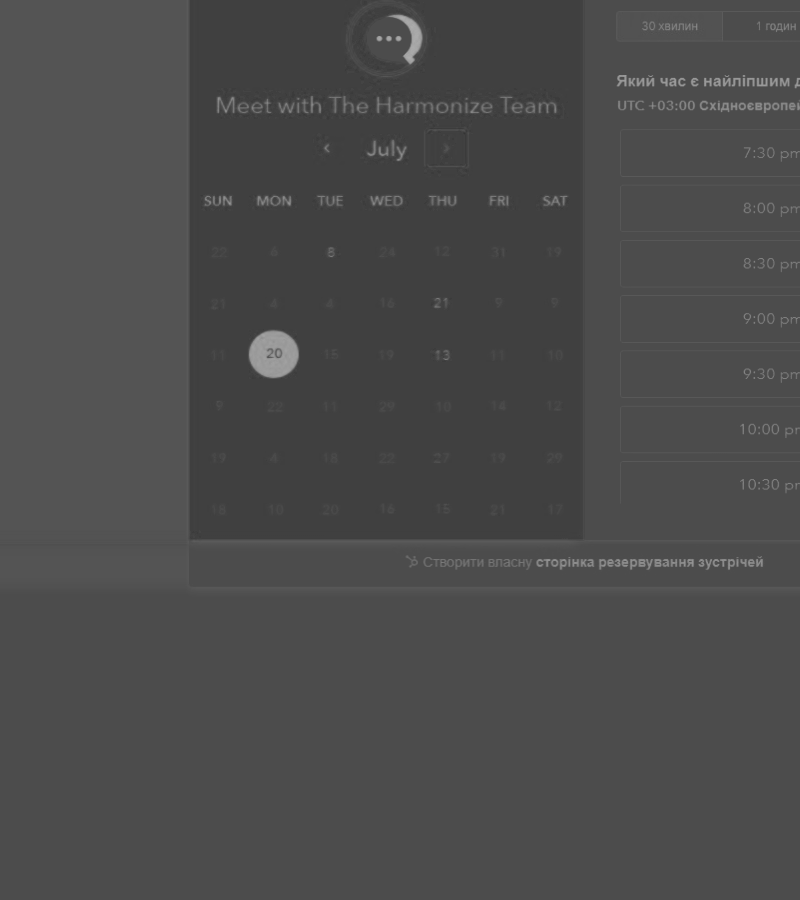 Meet with The Harmonize Team
July
SUN MON TUE WED THU FRI SAT
22 8 24 12 31 19
21 4 4 16 21 9 9
11 20 15 19 13 11 18
9 22 11 29 10 14 12
19 4 18 22 27 19 29
18 10 20 14 15 21 17
30 хвилин 1 годин
Який час є найліпшим д
UTC +03:00 Східноєвропей
7:30 pm
8:00 pm
8:30 pm
9:00 pm
9:30 pm
10:00 pr
10:30 pr
Створити власну сторінка резервування зустрічей